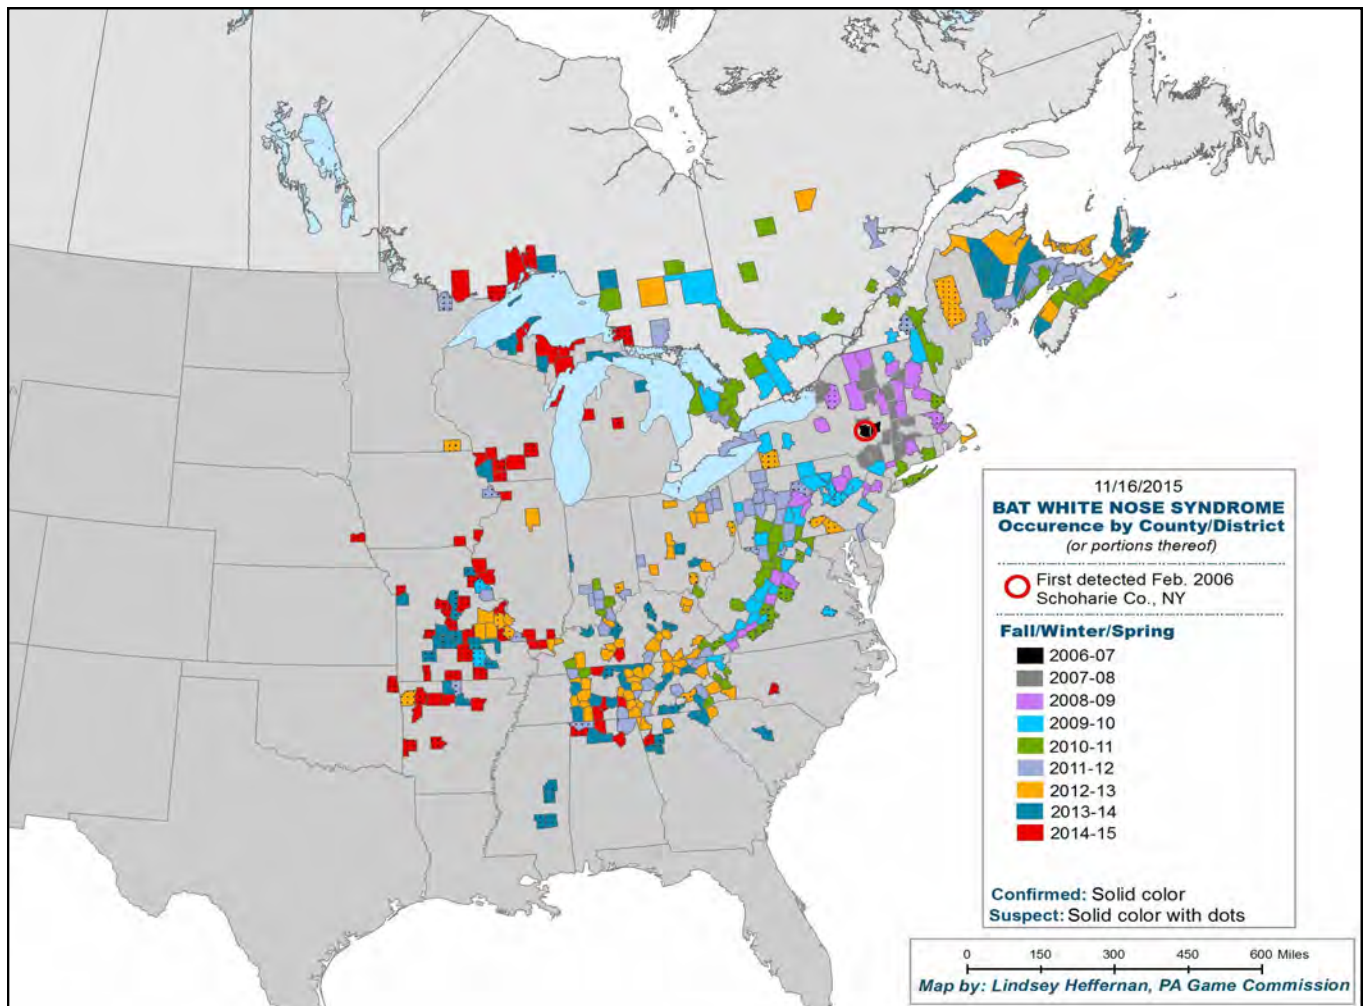 11/16/2015
BAT WHITE NOSE SYNDROME
Occurence by County/District
(or portions thereof)
First detected Feb. 2006
Schoharie Co., NY
Fall/Winter/Spring
2006-07
2007-08
2008-09
2009-10
2010-11
2011-12
2012-13
2013-14
2014-15
Confirmed: Solid color
Suspect: Solid color with dots
0 150 300 450 600 Miles
Map by: Lindsey Heffernan, PA Game Commission